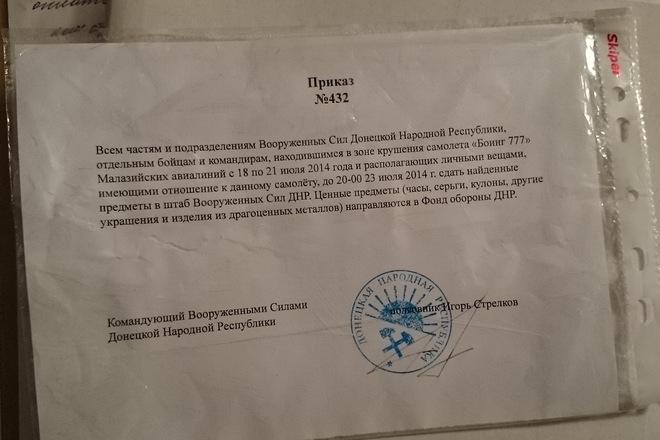 Skiper
Приказ
№432
Всем частям и подразделениям Вооруженных Сил Донецкой Народной Республики,
отдельным бойцам и командирам, находившимся в зоне крушения самолета «Боинг 777»
Малазийских авиалиний с 18 по 21 июля 2014 года и располагающих личными вещами,
имеющими отношение к данному самолёту, до 20-00 23 июля 2014 г. сдать найденные
предметы в штаб Вооруженных Сил ДНР. Ценные предметы (часы, серьги, кулоны, другие
украшения и изделия из драгоценных металлов) направляются в Фонд обороны ДНР.
Командующий Вооруженными Силами
Донецкой Народной Республики
полковник Игорь Стрелков
ДОНЕЦКАЯ НАРОДНАЯ РЕСПУБЛИКА